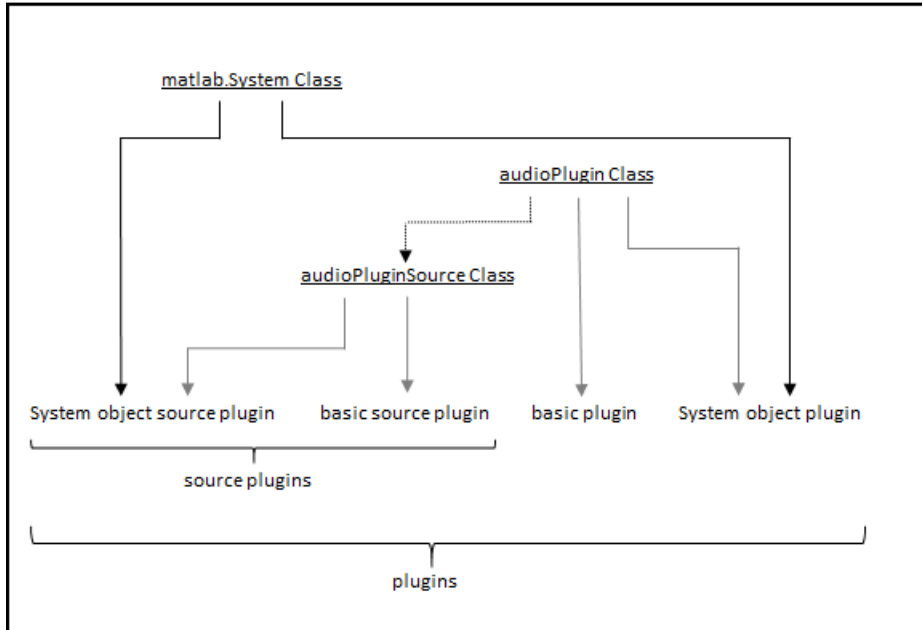 matlab.System Class
audioPlugin Class
audioPluginSource Class
System object source plugin
basic source plugin
basic plugin
System object plugin
source plugins
plugins